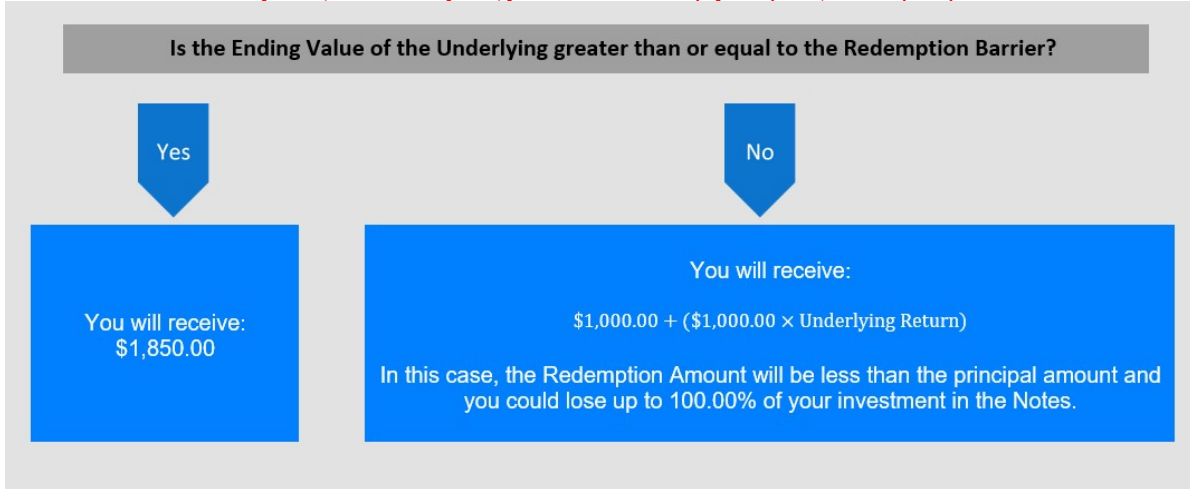 Is the Ending Value of the Underlying greater than or equal to the Redemption Barrier?
Yes
No
You will receive:
$1,850.00
You will receive:
$1,000.00 + ($1,000.00 × Underlying Return)
In this case, the Redemption Amount will be less than the principal amount and
you could lose up to 100.00% of your investment in the Notes.